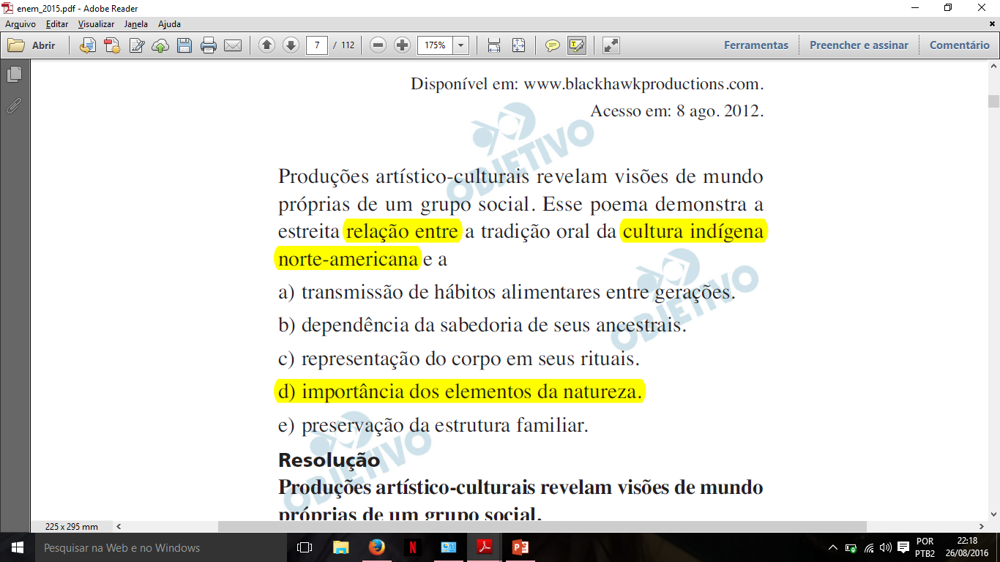 enem_2015.pdf - Adobe Reader
Arquivo Editar Visualizar Janela Ajuda
Abrir 7 / 112 175% Ferramentas Preencher e assinar Comentário
Disponível em: www.blackhawkproductions.com.
Acesso em: 8 ago. 2012.
OBJETIVO
Produções artístico-culturais revelam visões de mundo
próprias de um grupo social. Esse poema demonstra a
estreita relação entre a tradição oral da cultura indígena
norte-americana e a
a) transmissão de hábitos alimentares entre gerações.
OBJETIVO
b) dependência da sabedoria de seus ancestrais.
c) representação do corpo em seus rituais.
d) importância dos elementos da natureza.
e) preservação da estrutura familiar.
OBJETIVO
Resolução
Produções artístico-culturais revelam visões de mundo
próprias de um grupo social.
225 x 295 mm
Pesquisar na Web e no Windows
POR 22:18
PTB2 26/08/2016